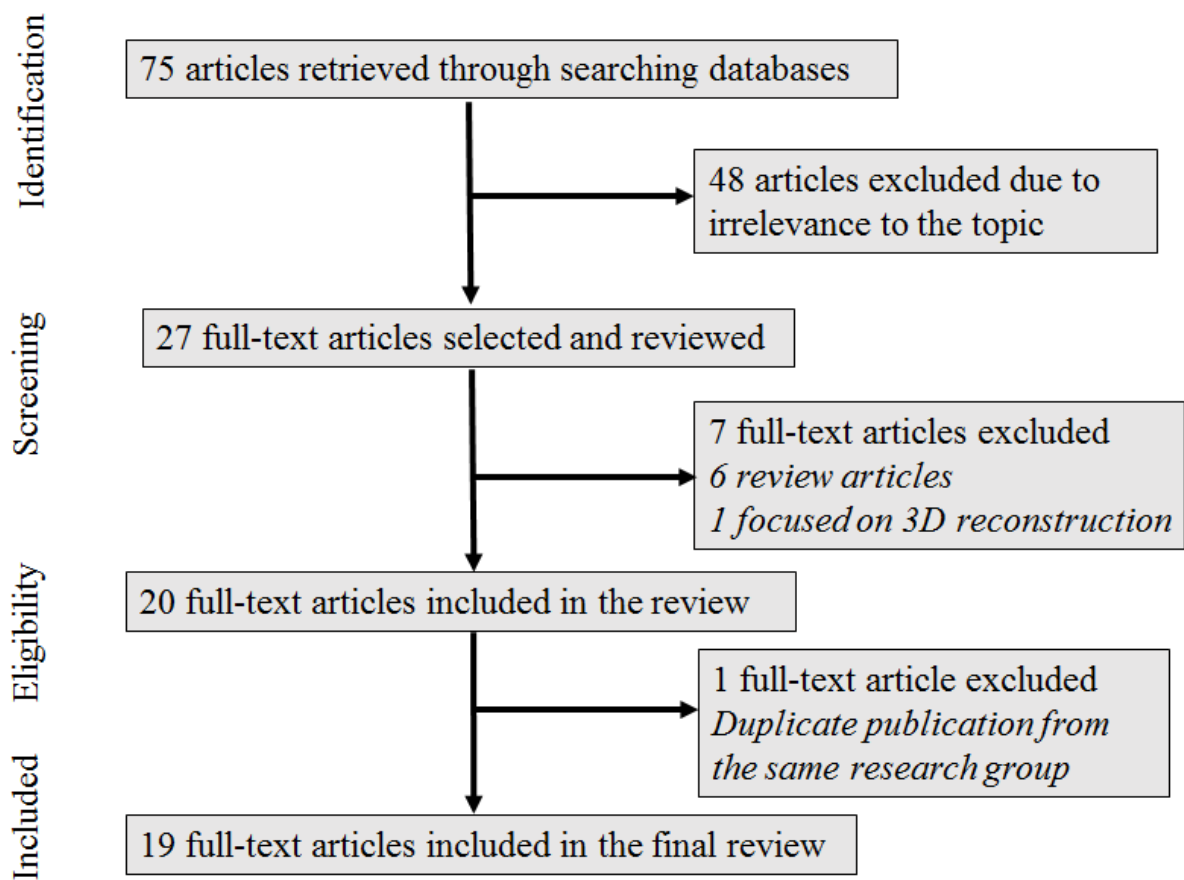 Identification
75 articles retrieved through searching databases
48 articles excluded due to
irrelevance to the topic
Screening
27 full-text articles selected and reviewed
7 full-text articles excluded
6 review articles
1 focused on 3D reconstruction
Eligibility
20 full-text articles included in the review
1 full-text article excluded
Duplicate publication from
the same research group
Included
19 full-text articles included in the final review